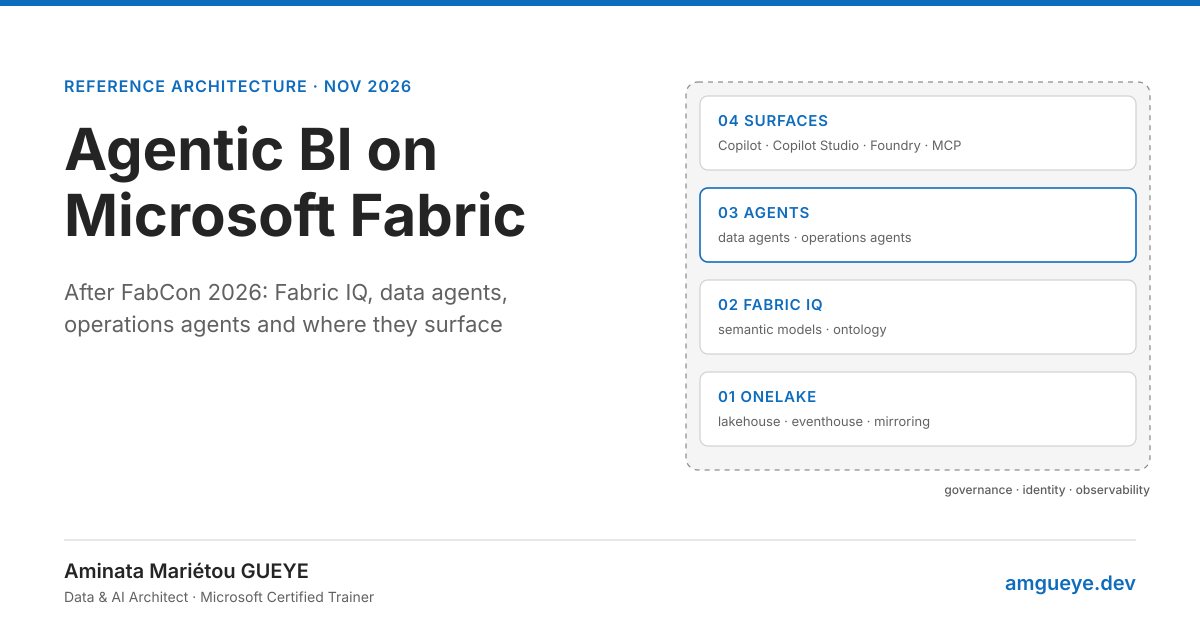 REFERENCE ARCHITECTURE · NOV 2026
Agentic BI on
Microsoft Fabric
After FabCon 2026: Fabric IQ, data agents,
operations agents and where they surface
04 SURFACES
Copilot · Copilot Studio · Foundry · MCP
03 AGENTS
data agents · operations agents
02 FABRIC IQ
semantic models · ontology
01 ONELAKE
lakehouse · eventhouse · mirroring
governance · identity · observability
Aminata Mariétou GUEYE
Data & AI Architect · Microsoft Certified Trainer
amgueye.dev